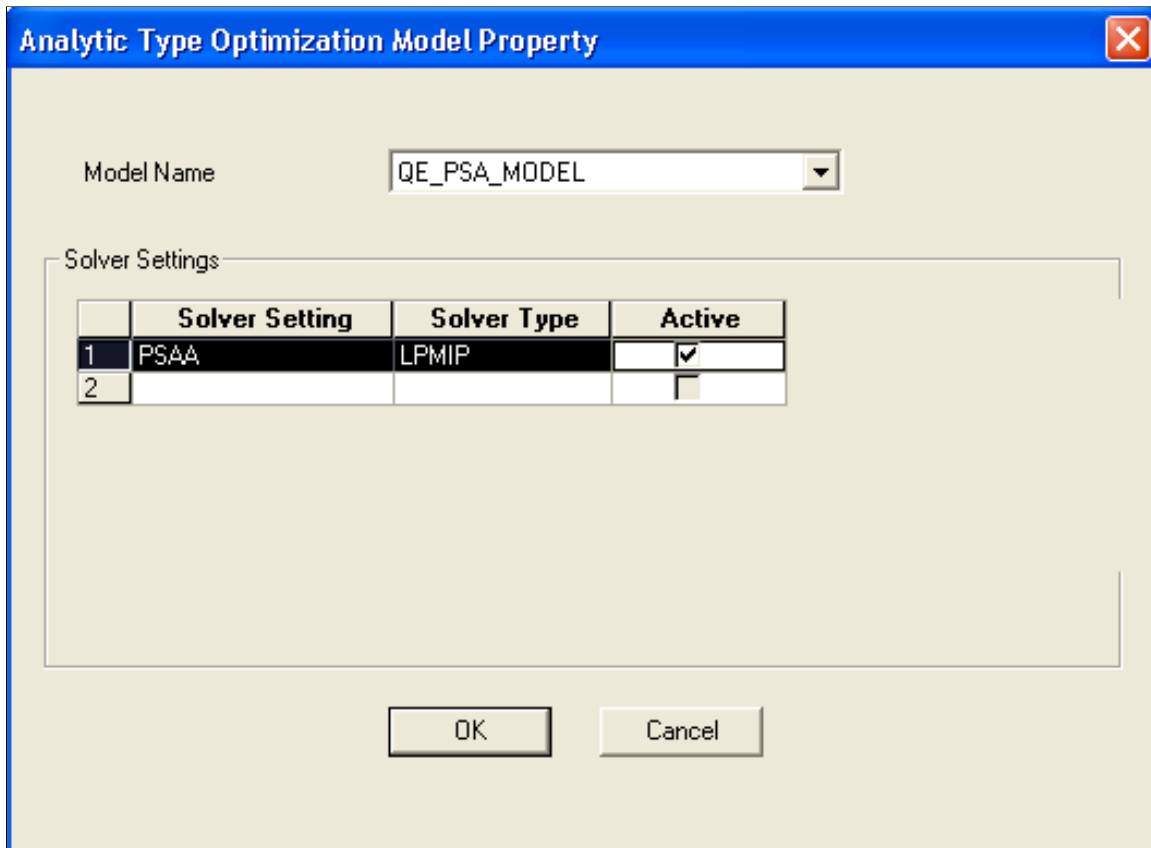 Analytic Type Optimization Model Property
Model Name QE_PSA_MODEL
Solver Settings
Solver Setting Solver Type Active
1 PSAA LPMIP
2
OK Cancel